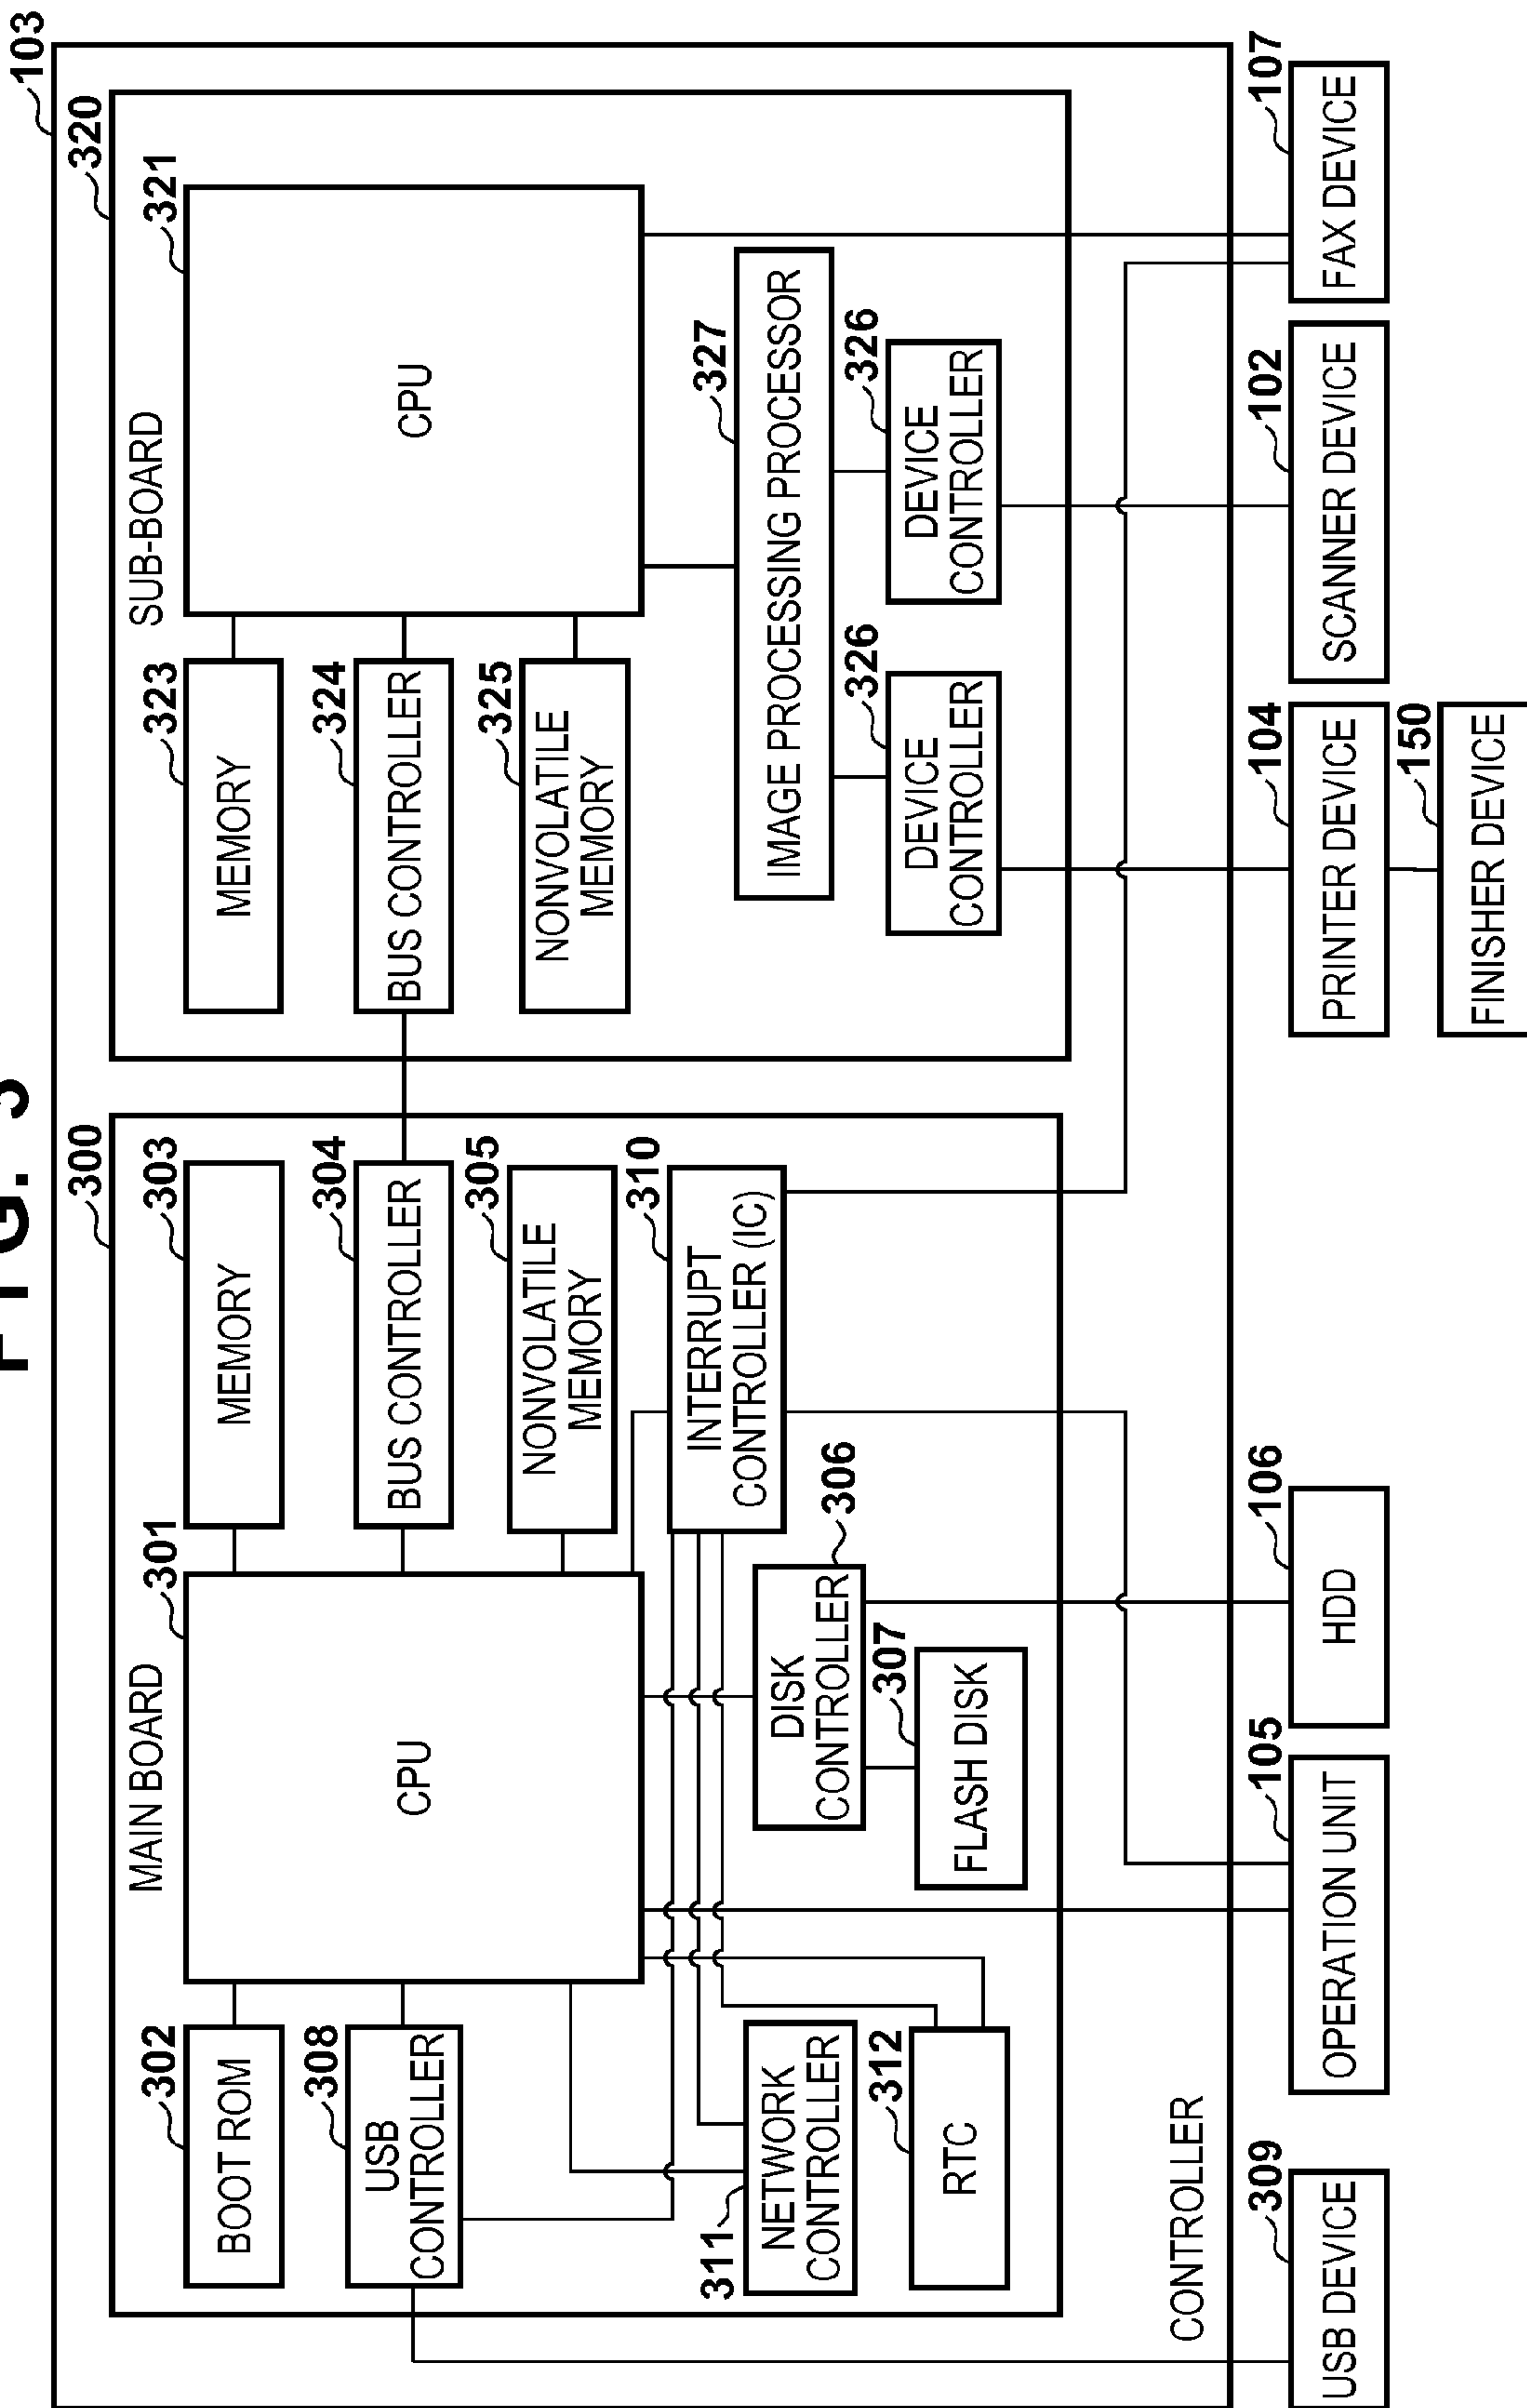 FIG. 3
103
300
MAIN BOARD
301
CPU
302
BOOT ROM
303
MEMORY
308
USB
CONTROLLER
304
BUS CONTROLLER
305
NONVOLATILE
MEMORY
310
INTERRUPT
CONTROLLER (IC)
306
DISK
CONTROLLER
307
FLASH DISK
311
NETWORK
CONTROLLER
312
RTC
320
SUB-BOARD
321
CPU
323
MEMORY
324
BUS CONTROLLER
325
NONVOLATILE
MEMORY
327
IMAGE PROCESSING PROCESSOR
326
DEVICE
CONTROLLER
326
DEVICE
CONTROLLER
CONTROLLER
309
USB DEVICE
105
OPERATION UNIT
106
HDD
104
PRINTER DEVICE
102
SCANNER DEVICE
107
FAX DEVICE
150
FINISHER DEVICE